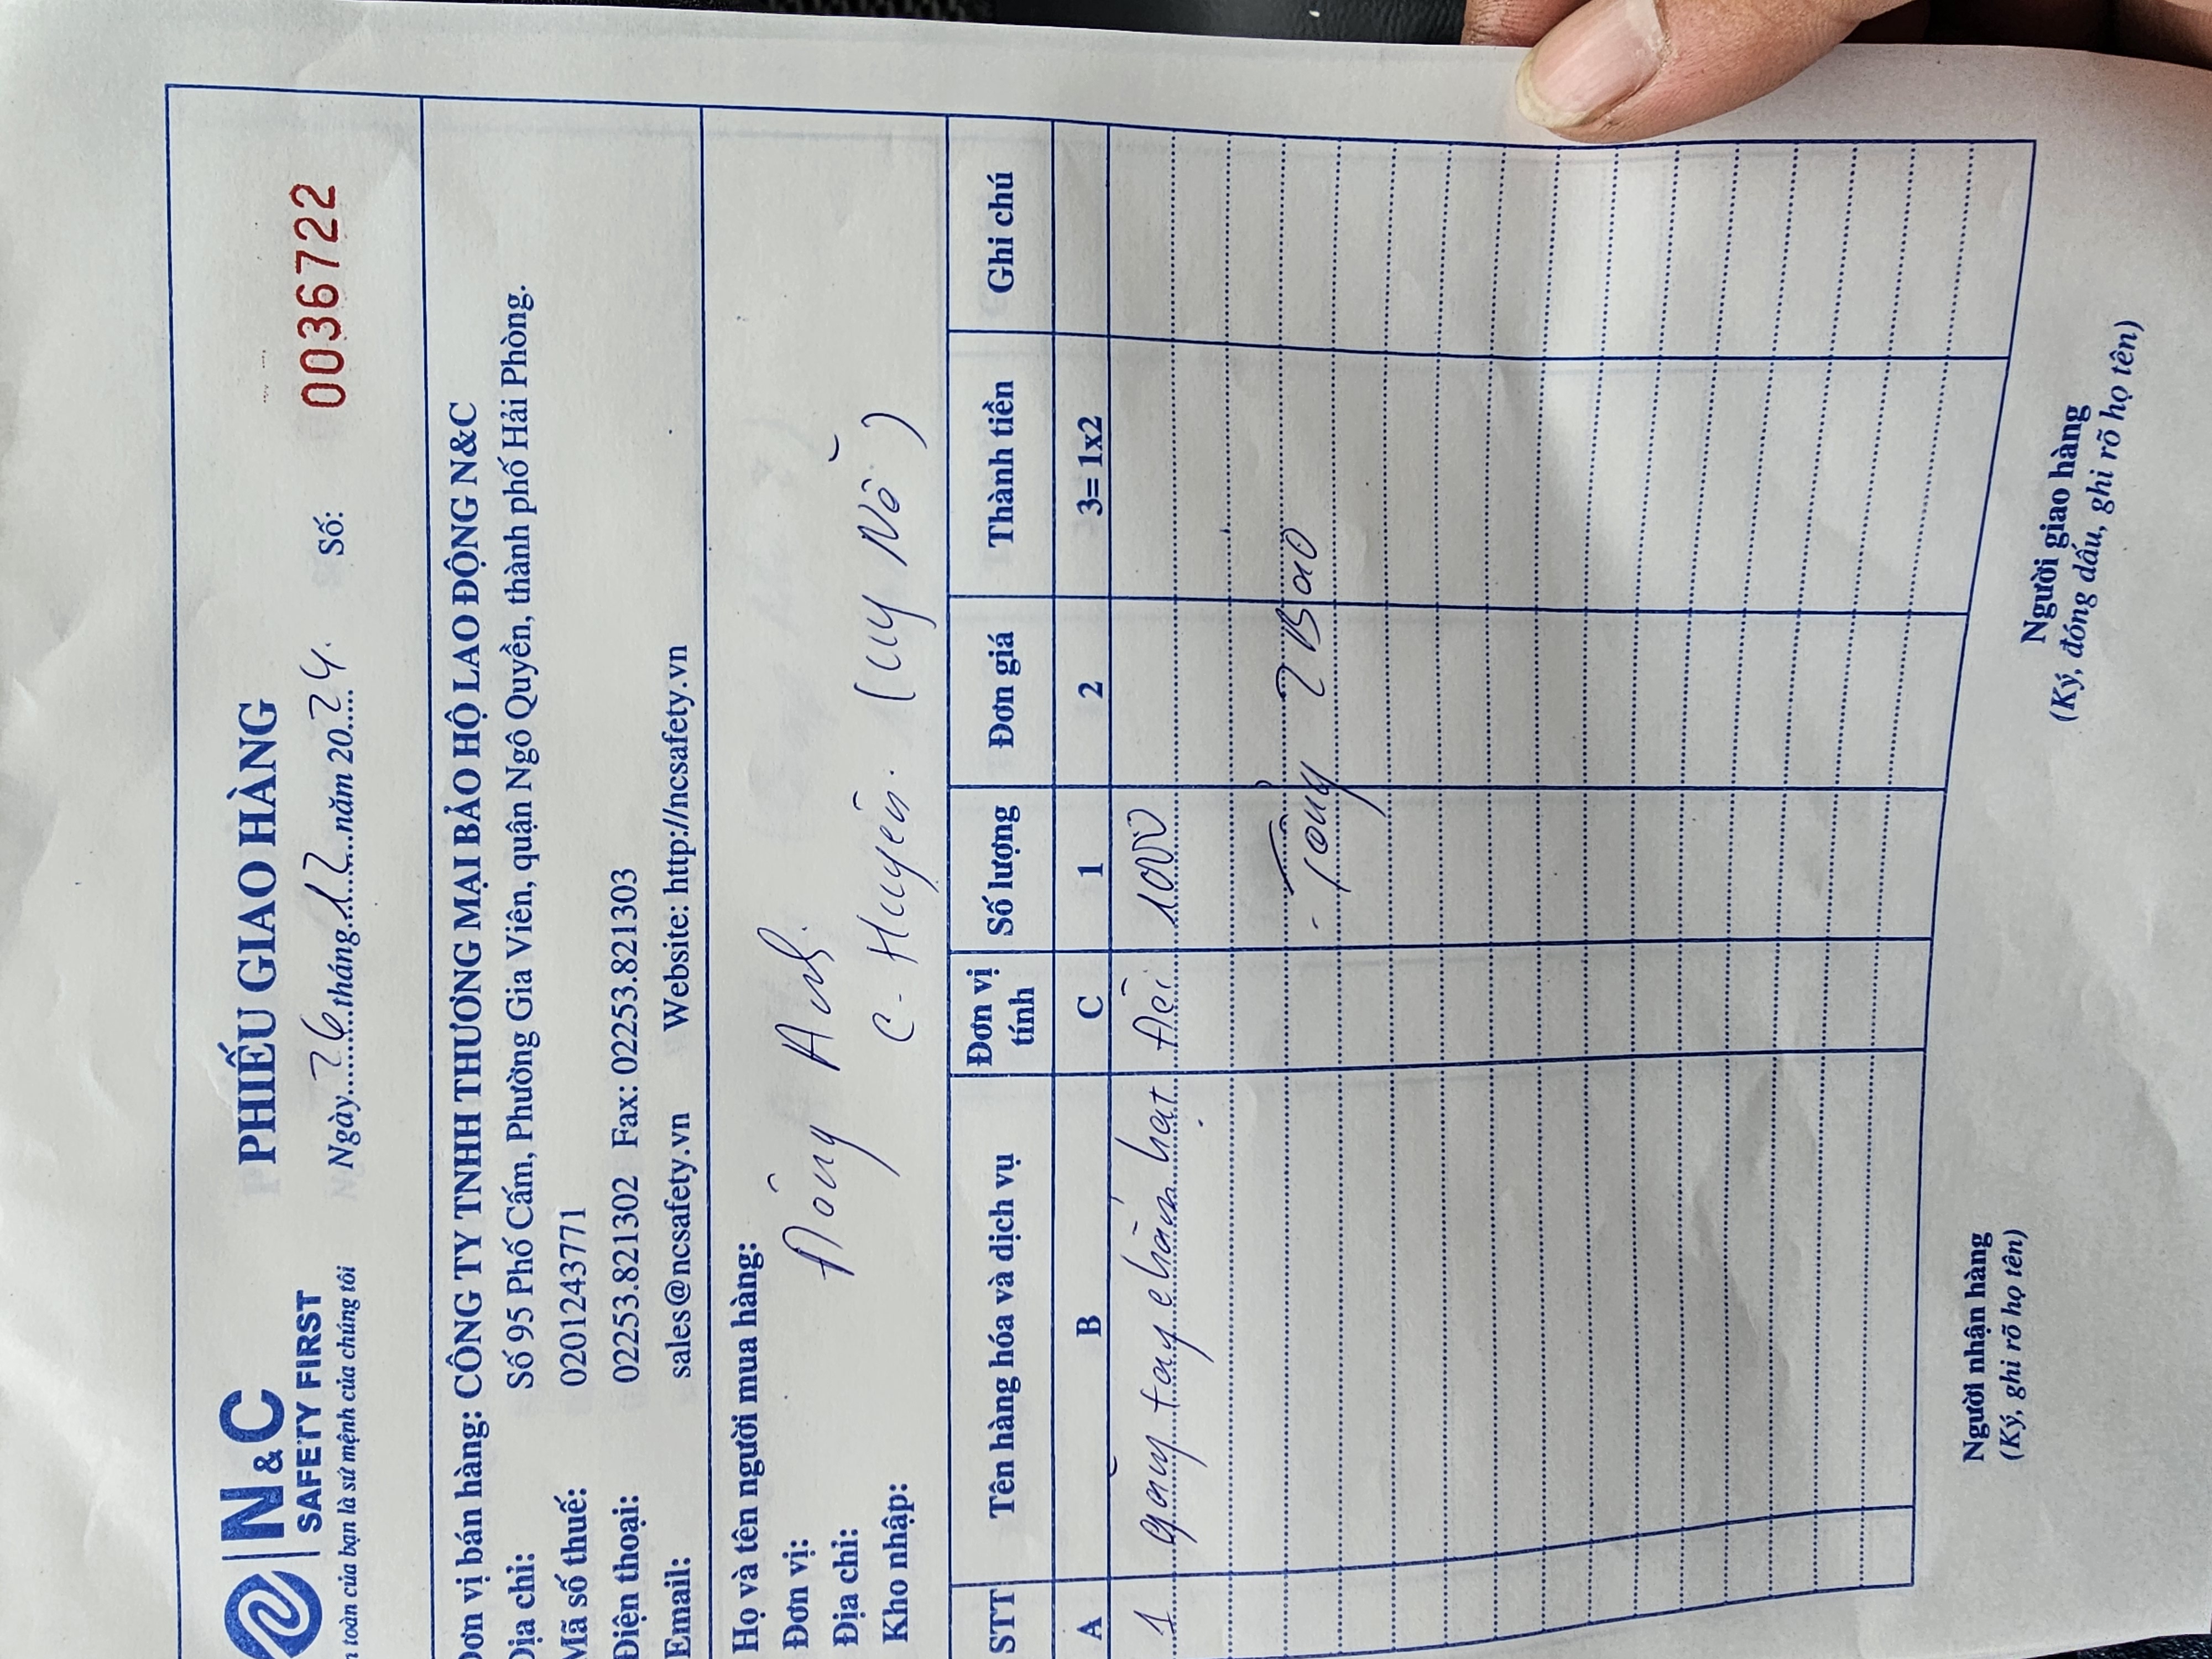 N&C
SAFETY FIRST
toàn của bạn là sứ mệnh của chúng tôi
PHIẾU GIAO HÀNG
Ngày 26 tháng 12 năm 2024. Số: 0036722
Đơn vị bán hàng: CÔNG TY TNHH THƯƠNG MẠI BẢO HỘ LAO ĐỘNG N&C
Địa chỉ: Số 95 Phố Cấm, Phường Gia Viên, quận Ngô Quyền, thành phố Hải Phòng.
Mã số thuế: 0201243771
Điện thoại: 02253.821302 Fax: 02253.821303
Email: sales@ncsafety.vn Website: http://ncsafety.vn
Họ và tên người mua hàng:
Đơn vị: Đông Anh.
Địa chỉ:
Kho nhập: C. Huyền. (Uy Nỗ)
STT Tên hàng hóa và dịch vụ Đơn vị tính Số lượng Đơn giá Thành tiền Ghi chú
A B C 1 2 3= 1x2
1 găng tay chấm hạt Đôi 1000
- Tổng 2 Bao
Người nhận hàng Người giao hàng
(Ký, ghi rõ họ tên) (Ký, đóng dấu, ghi rõ họ tên)